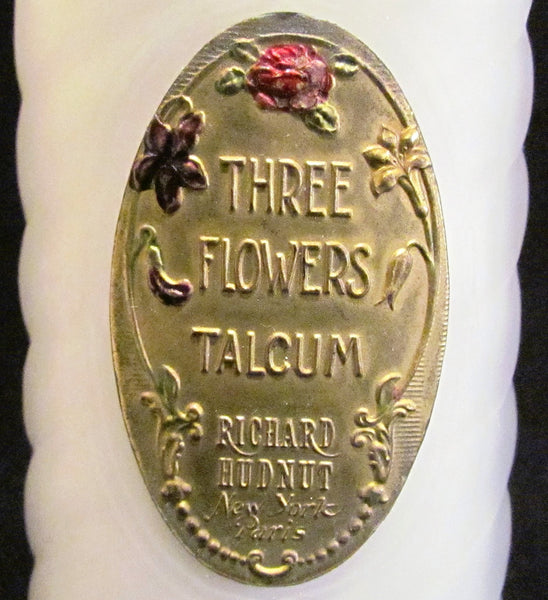 THREE
FLOWERS
TALCUM
RICHARD
HUDNUT
New York
Paris